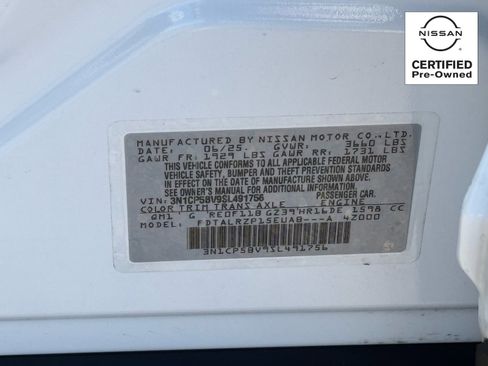 NISSAN
CERTIFIED
Pre-Owned
MANUFACTURED BY NISSAN MOTOR CO., LTD.
DATE: 06/25. GVWR: 3660 LBS
GAWR FR: 1929 LBS GAWR RR: 1731 LBS
THIS VEHICLE CONFORMS TO ALL APPLICABLE FEDERAL MOTOR
VEHICLE SAFETY, BUMPER AND THEFT PREVENTION STANDARDS
IN EFFECT ON THE DATE OF MANUFACTURE SHOWN ABOVE.
SEE OWNER'S MANUAL FOR ADDITIONAL INFORMATION.
VIN: 3N1CP5BV9SL491756 PASSENGER CAR.
COLOR TRIM TRANS AXLE ENGINE
QM1 G RE0F11B GZ39 HR16DE 1598 CC
MODEL: FDTALRZP15EUAB---A 4Z000
3N1CP5BV9SL491756